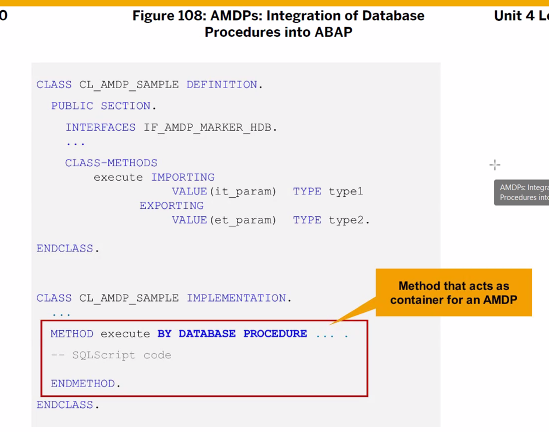 0
Figure 108: AMDPs: Integration of Database
Procedures into ABAP
Unit 4 Le
CLASS CL_AMDP_SAMPLE DEFINITION.
PUBLIC SECTION.
INTERFACES IF_AMDP_MARKER_HDB.
...
CLASS-METHODS
execute IMPORTING
VALUE(it_param) TYPE type1
EXPORTING
VALUE(et_param) TYPE type2.
ENDCLASS.
AMDPs: Integra
Procedures into
CLASS CL_AMDP_SAMPLE IMPLEMENTATION.
...
Method that acts as
container for an AMDP
METHOD execute BY DATABASE PROCEDURE ... .
-- SQLScript code
ENDMETHOD.
ENDCLASS.